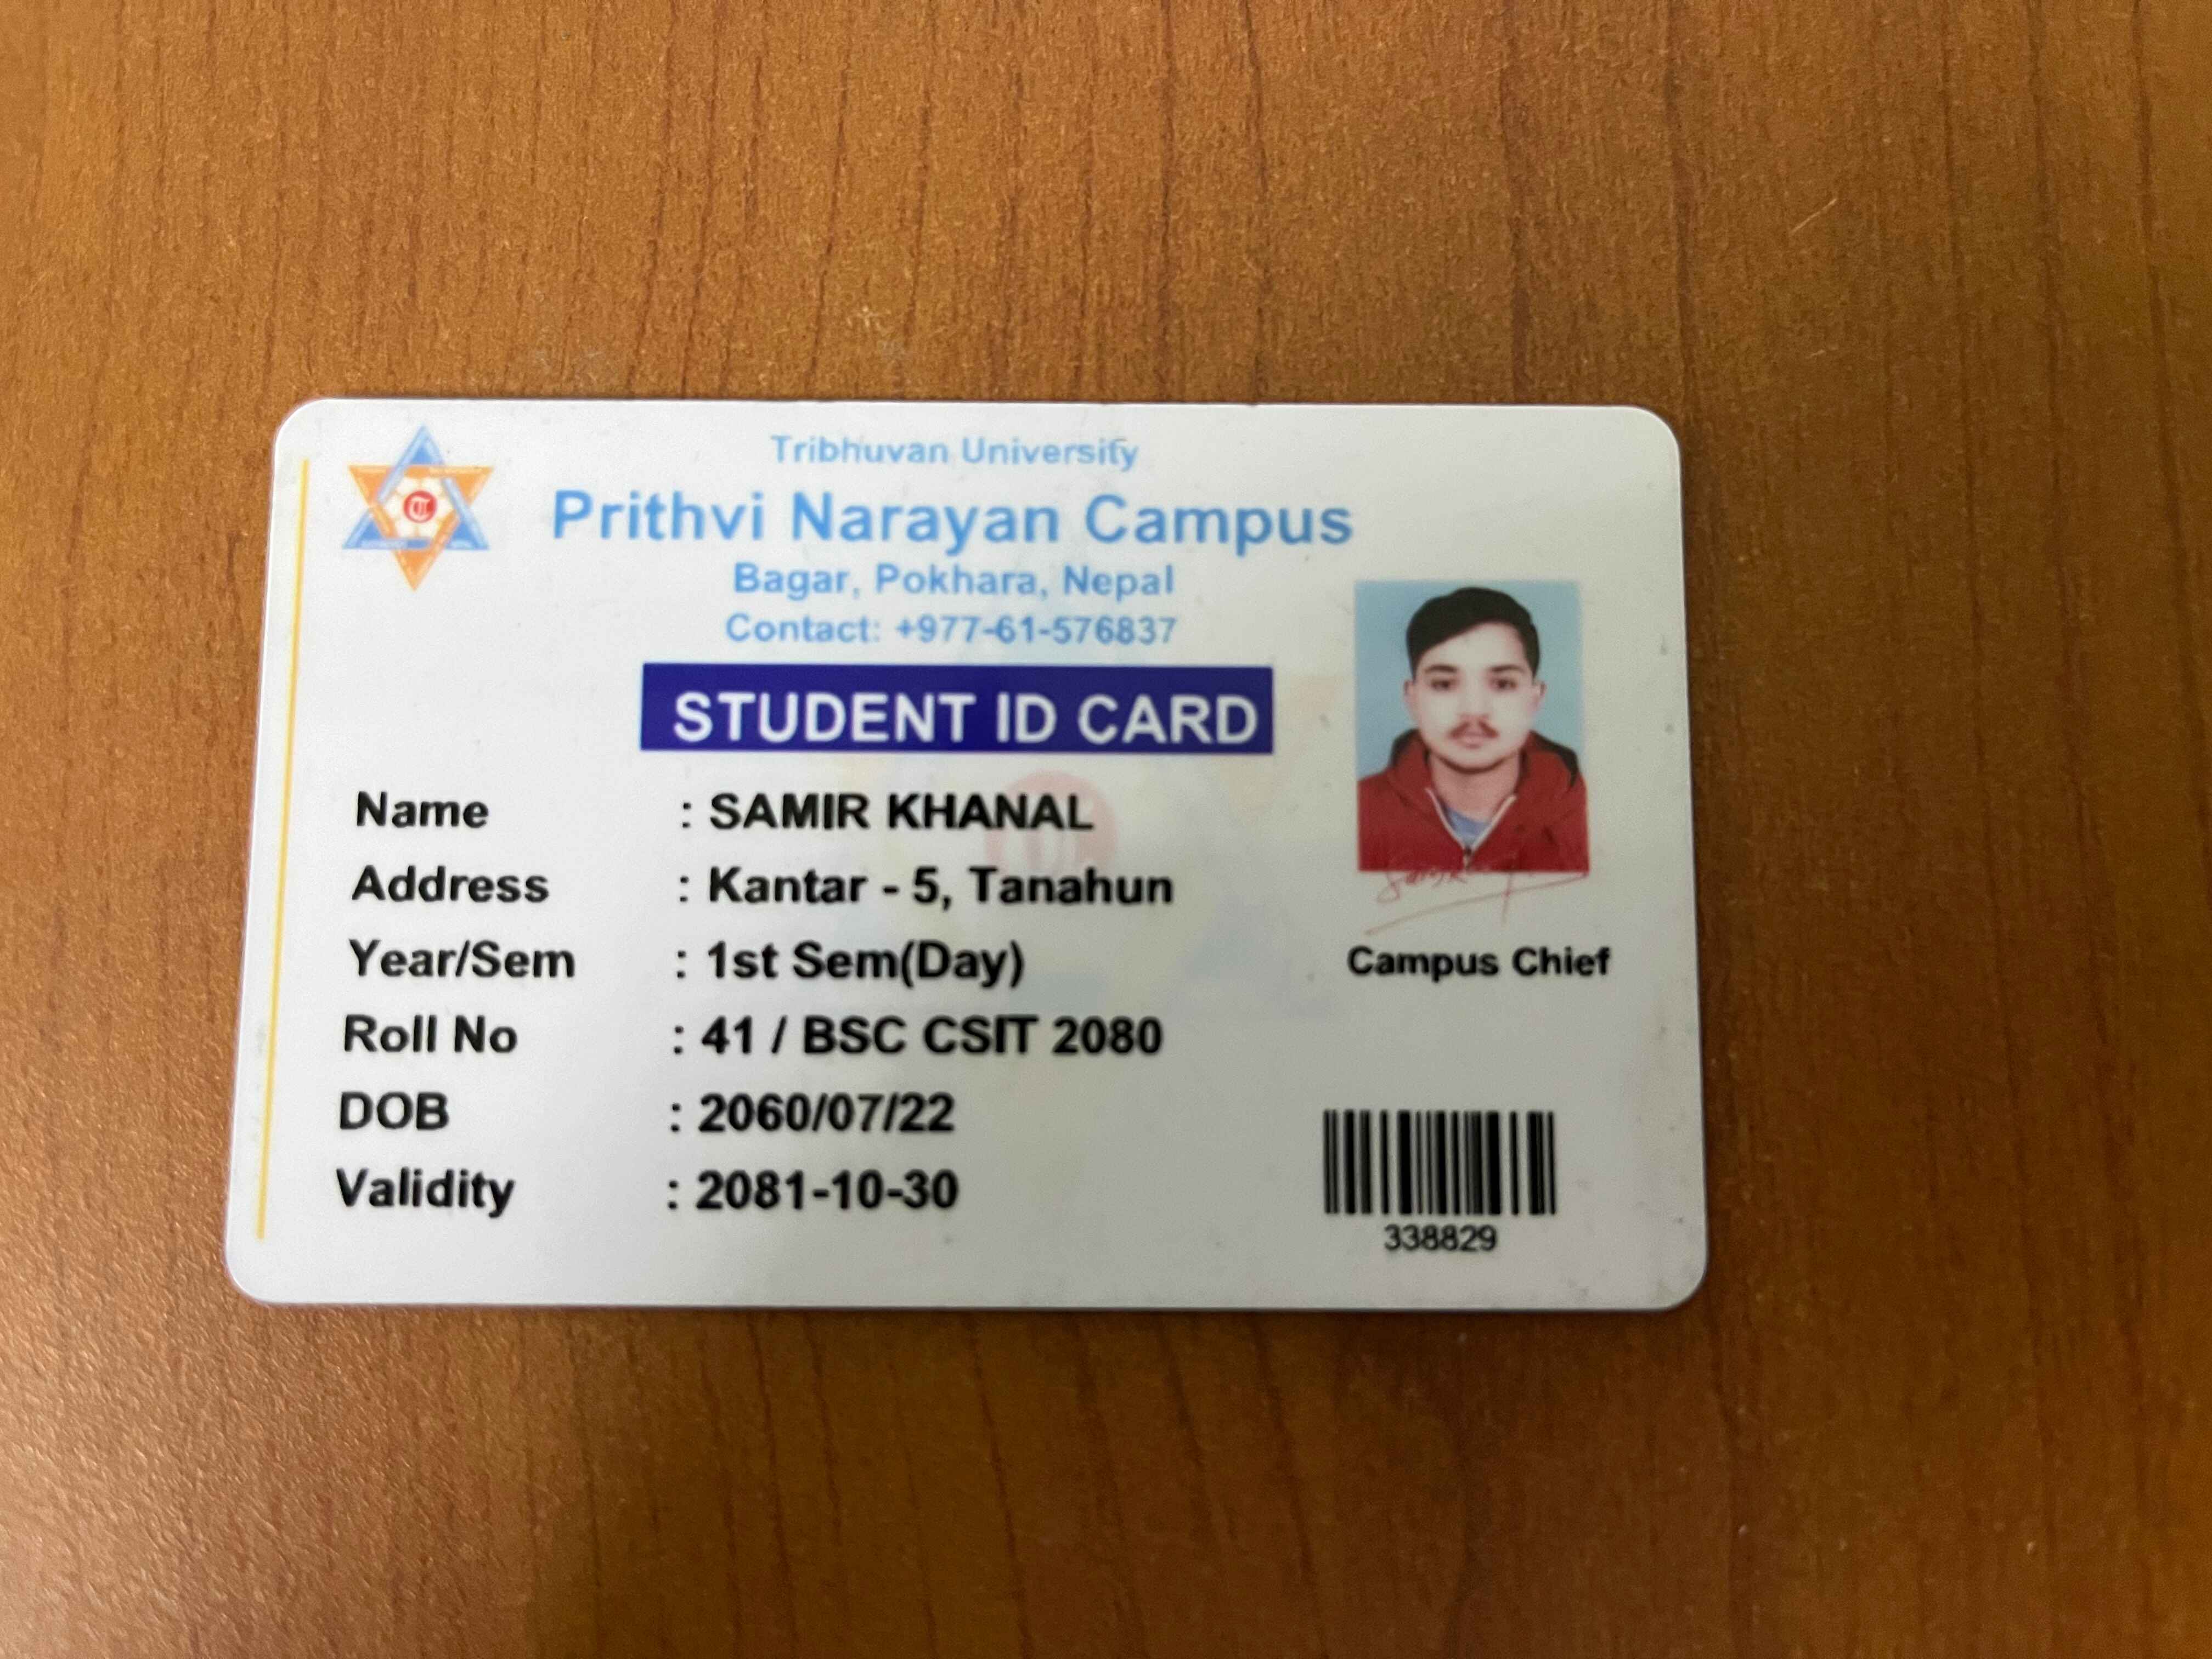 Tribhuvan University
Prithvi Narayan Campus
Bagar, Pokhara, Nepal
Contact: +977-61-576837
STUDENT ID CARD
Name : SAMIR KHANAL
Address : Kantar - 5, Tanahun
Year/Sem : 1st Sem(Day)
Campus Chief
Roll No : 41 / BSC CSIT 2080
DOB : 2060/07/22
Validity : 2081-10-30
338829